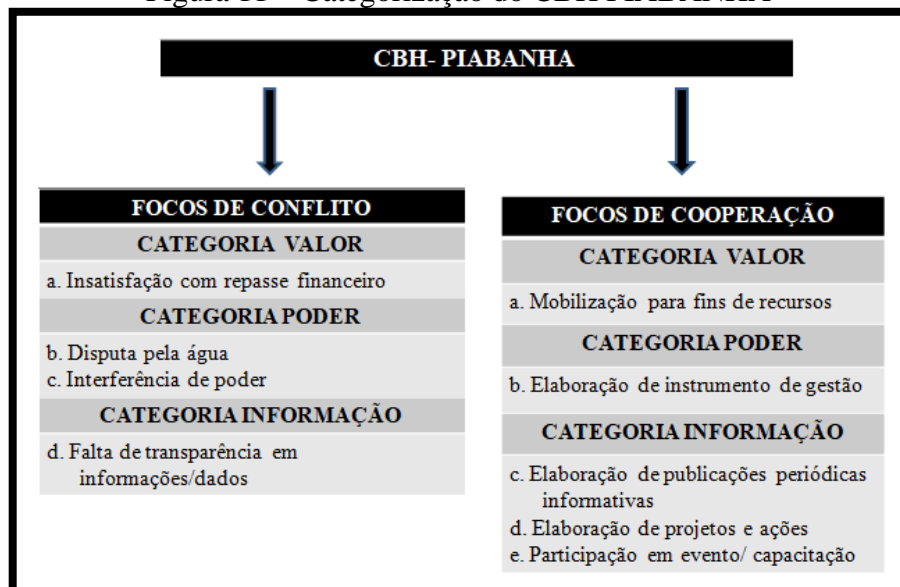 CBH- PIABANHA
FOCOS DE CONFLITO
CATEGORIA VALOR
a. Insatisfação com repasse financeiro
CATEGORIA PODER
b. Disputa pela água
c. Interferência de poder
CATEGORIA INFORMAÇÃO
d. Falta de transparência em
informações/dados
FOCOS DE COOPERAÇÃO
CATEGORIA VALOR
a. Mobilização para fins de recursos
CATEGORIA PODER
b. Elaboração de instrumento de gestão
CATEGORIA INFORMAÇÃO
c. Elaboração de publicações periódicas
informativas
d. Elaboração de projetos e ações
e. Participação em evento/ capacitação